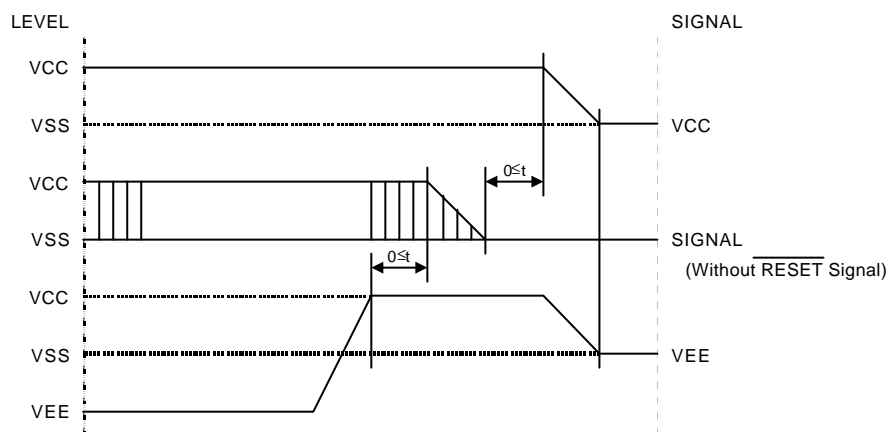 LEVEL
SIGNAL
VCC
VSS
VCC
VCC
0≤t
VSS
SIGNAL
(Without RESET Signal)
0≤t
VCC
VSS
VEE
VEE